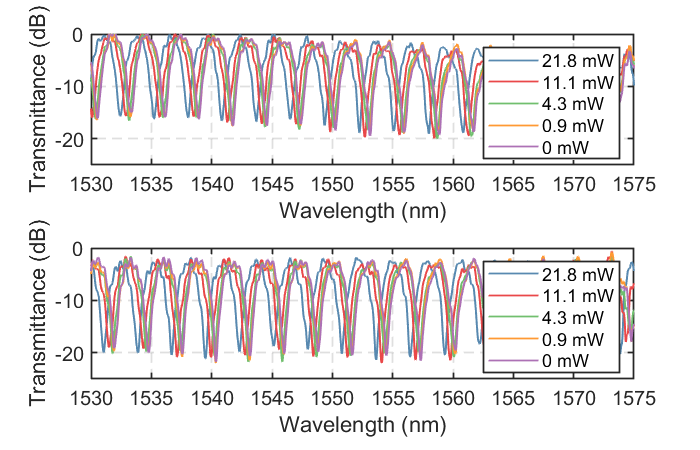 Transmittance (dB)
0
-10
-20
21.8 mW
11.1 mW
4.3 mW
0.9 mW
0 mW
1530 1535 1540 1545 1550 1555 1560 1565 1570 1575
Wavelength (nm)
Transmittance (dB)
0
-10
-20
21.8 mW
11.1 mW
4.3 mW
0.9 mW
0 mW
1530 1535 1540 1545 1550 1555 1560 1565 1570 1575
Wavelength (nm)